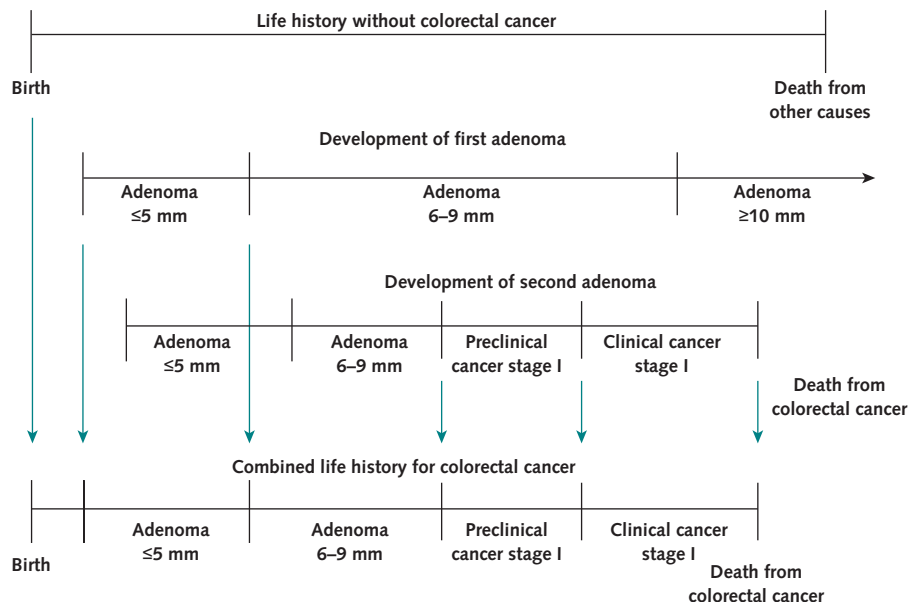 Life history without colorectal cancer
Birth
Death from
other causes
Development of first adenoma
Adenoma
≤5 mm
Adenoma
6–9 mm
Adenoma
≥10 mm
Development of second adenoma
Adenoma
≤5 mm
Adenoma
6–9 mm
Preclinical
cancer stage I
Clinical cancer
stage I
Death from
colorectal cancer
Combined life history for colorectal cancer
Birth
Adenoma
≤5 mm
Adenoma
6–9 mm
Preclinical
cancer stage I
Clinical cancer
stage I
Death from
colorectal cancer